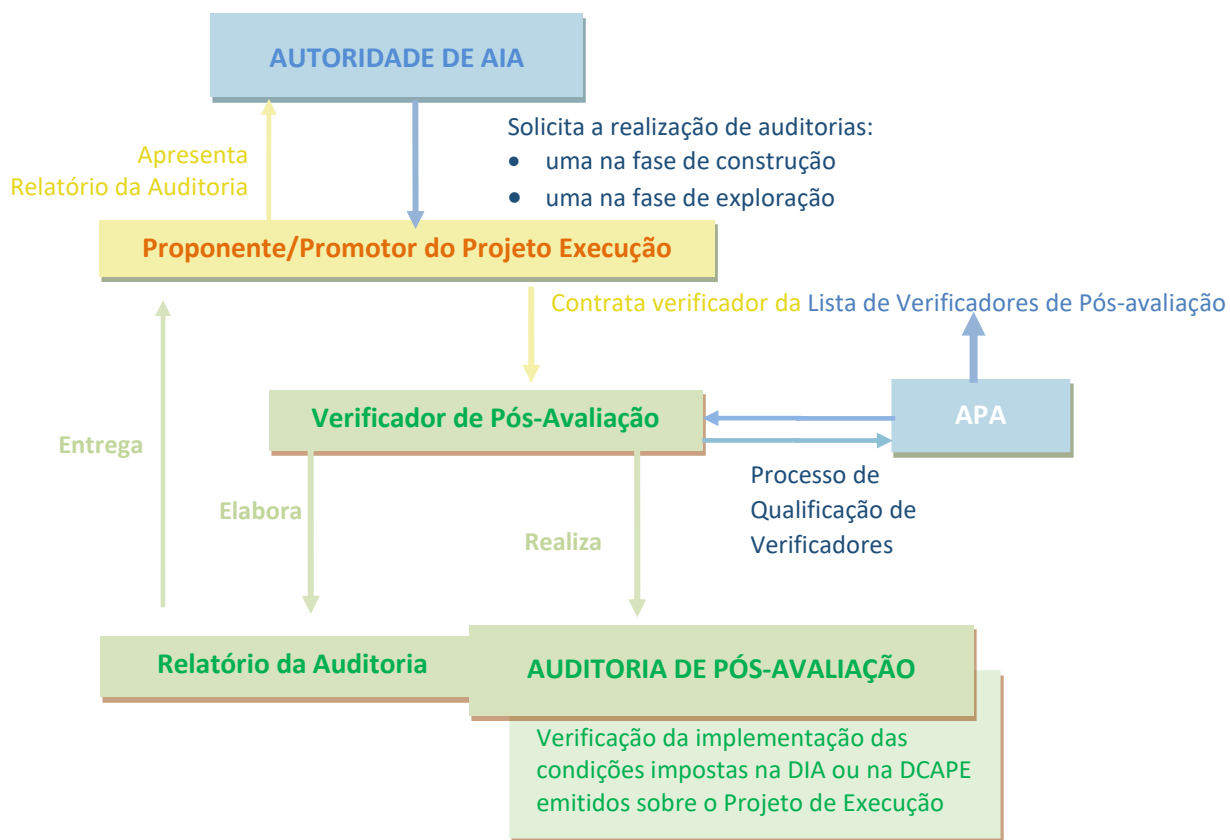 AUTORIDADE DE AIA
Solicita a realização de auditorias:
• uma na fase de construção
• uma na fase de exploração
Apresenta
Relatório da Auditoria
Proponente/Promotor do Projeto Execução
Contrata verificador da Lista de Verificadores de Pós-avaliação
Verificador de Pós-Avaliação
APA
Entrega
Processo de
Qualificação de
Verificadores
Elabora
Realiza
Relatório da Auditoria
AUDITORIA DE PÓS-AVALIAÇÃO
Verificação da implementação das
condições impostas na DIA ou na DCAPE
emitidos sobre o Projeto de Execução